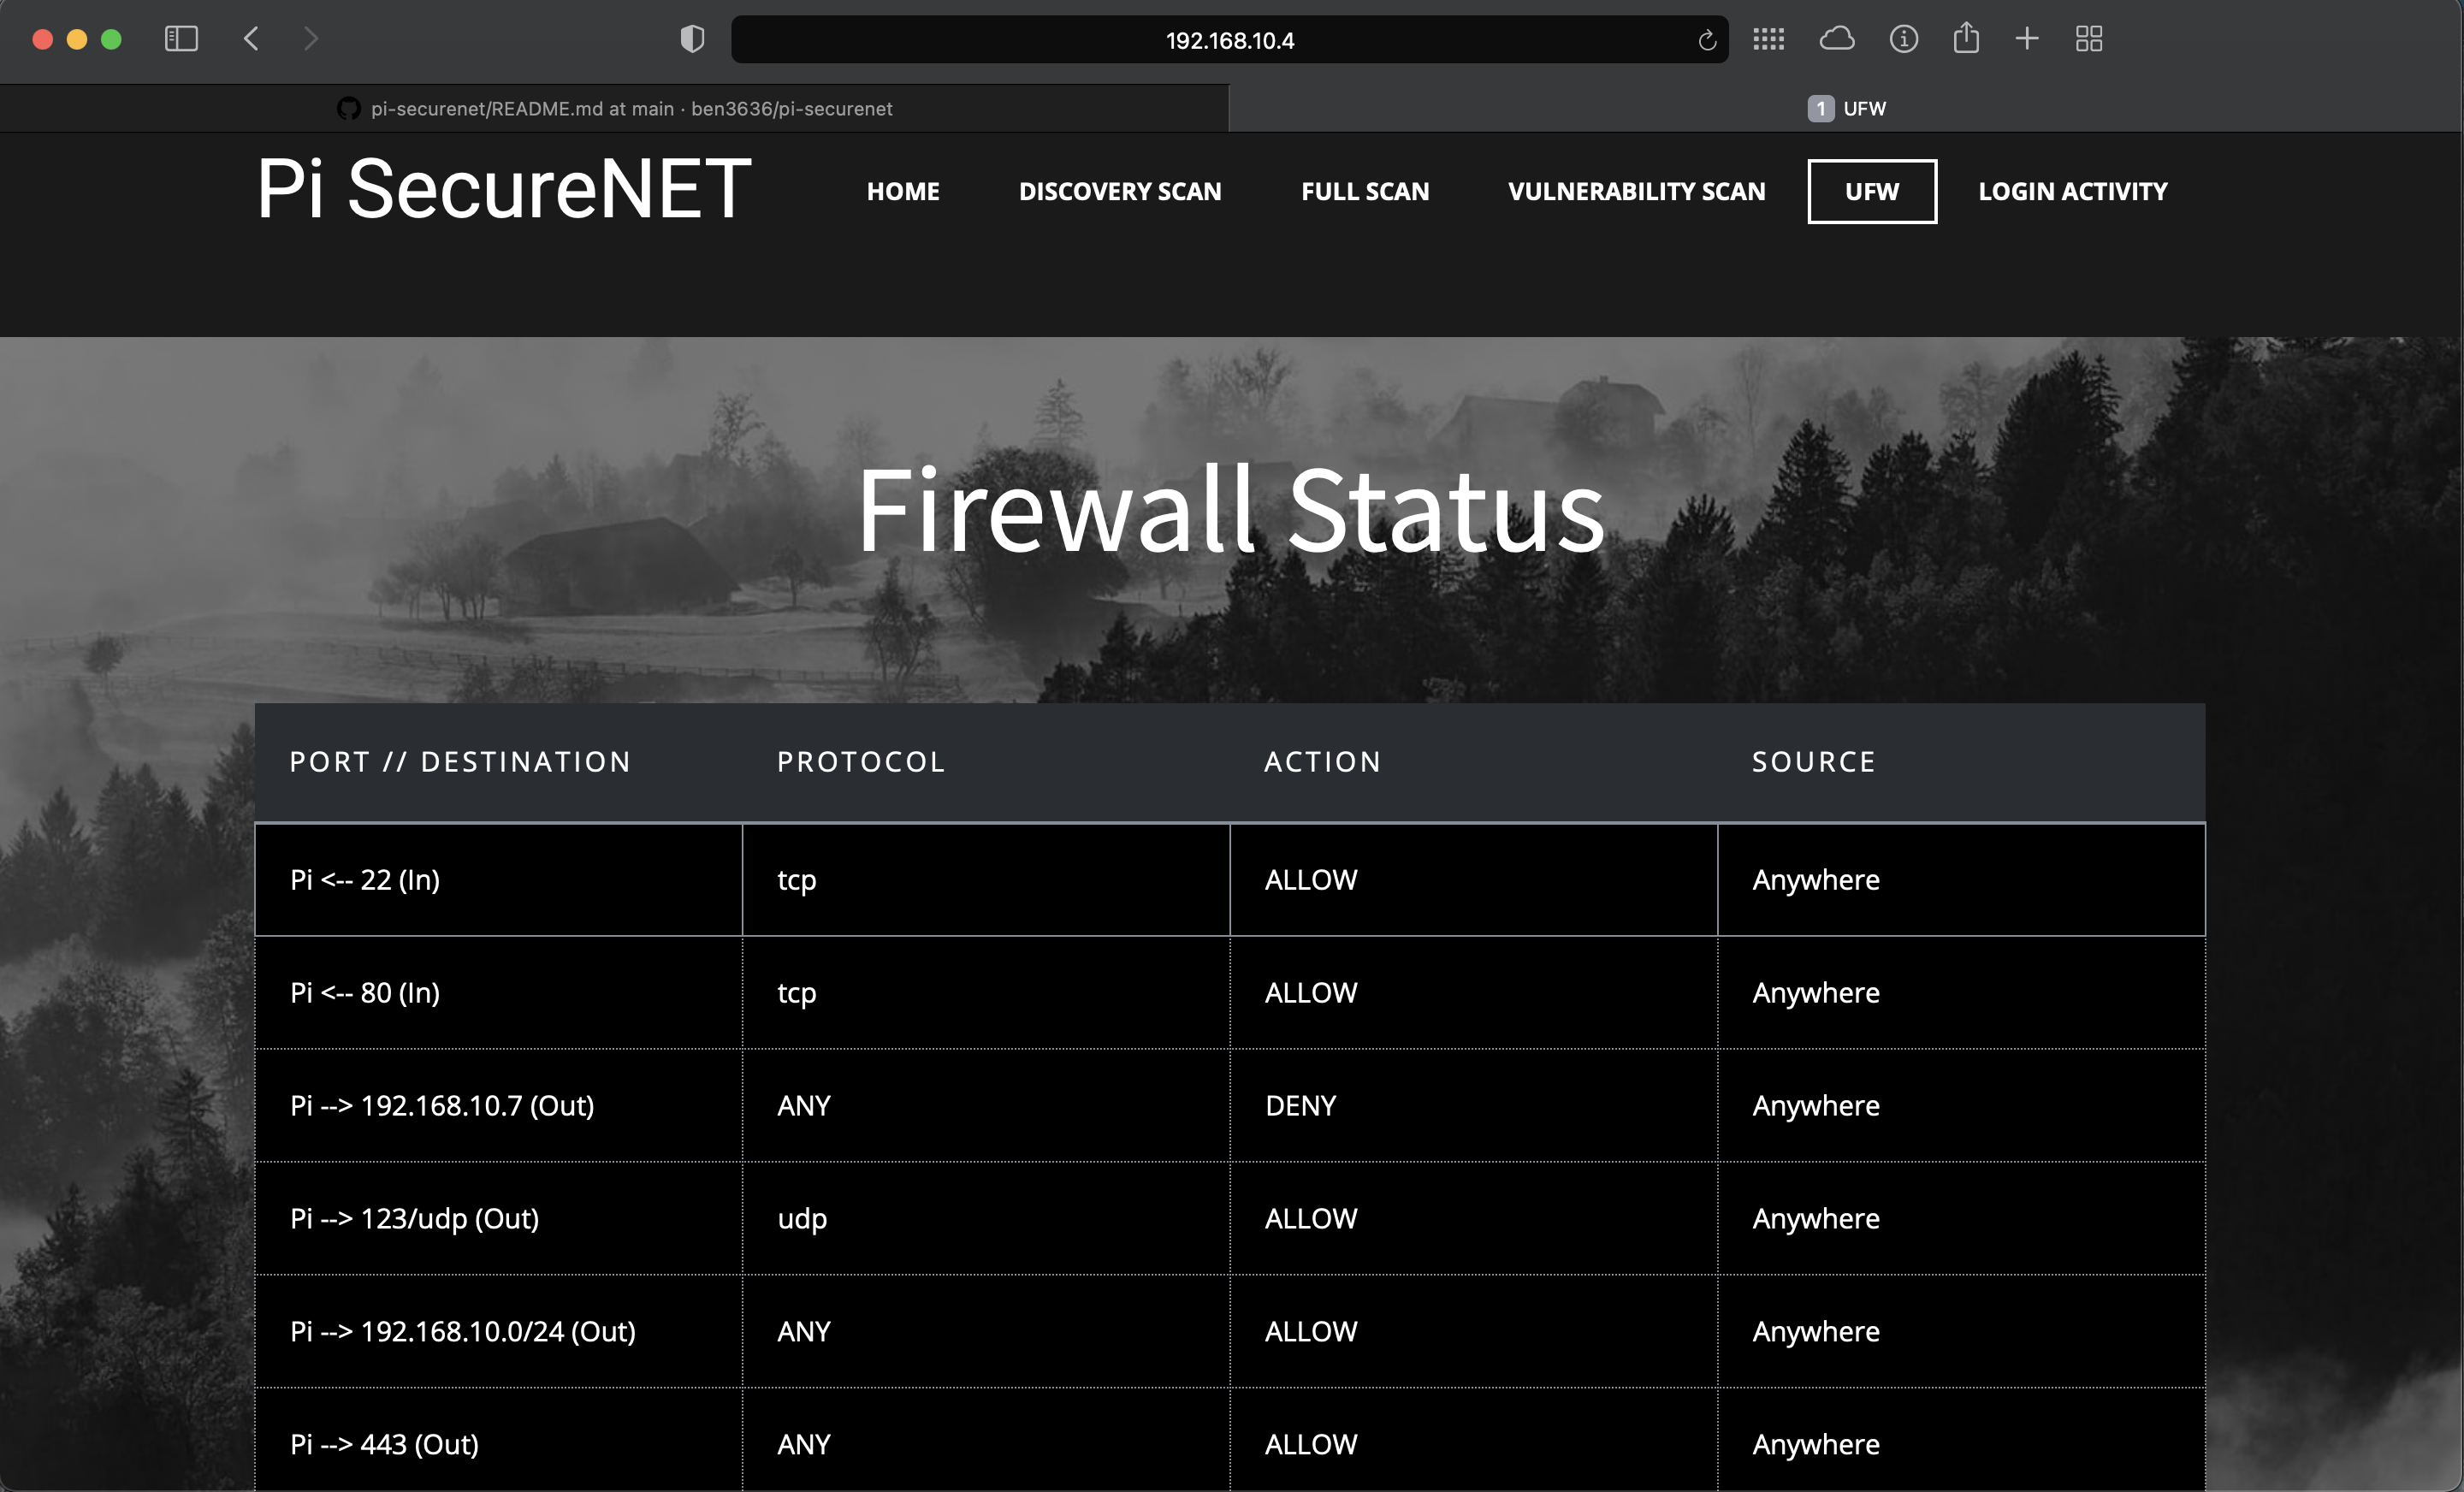 192.168.10.4
pi-securenet/README.md at main · ben3636/pi-securenet
1 UFW
Pi SecureNET
HOME DISCOVERY SCAN FULL SCAN VULNERABILITY SCAN UFW LOGIN ACTIVITY
Firewall Status
PORT // DESTINATION PROTOCOL ACTION SOURCE
Pi <-- 22 (In) tcp ALLOW Anywhere
Pi <-- 80 (In) tcp ALLOW Anywhere
Pi --> 192.168.10.7 (Out) ANY DENY Anywhere
Pi --> 123/udp (Out) udp ALLOW Anywhere
Pi --> 192.168.10.0/24 (Out) ANY ALLOW Anywhere
Pi --> 443 (Out) ANY ALLOW Anywhere